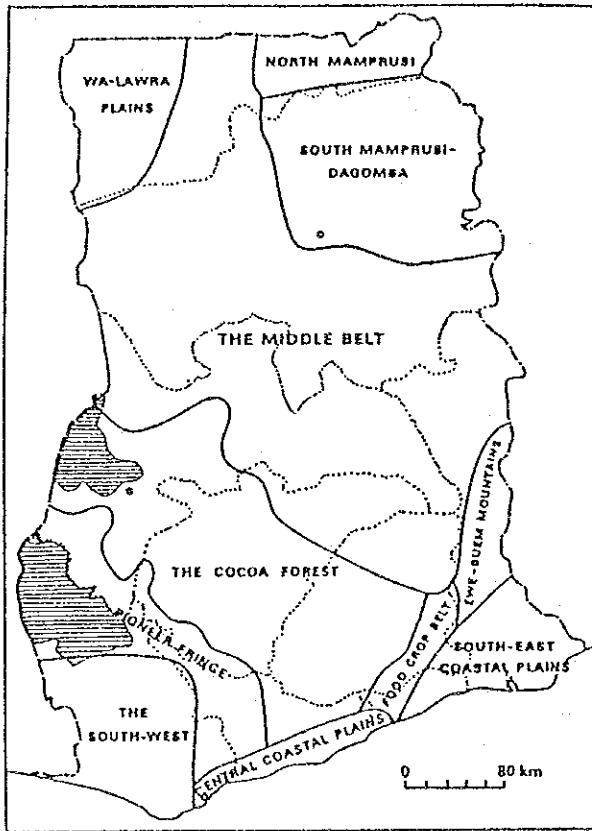 NORTH MAMPRUSI
WA-LAWRA
PLAINS
SOUTH MAMPRUSI-
DAGOMBA
THE MIDDLE BELT
EWE-BUEM MOUNTAINS
THE COCOA FOREST
PIONEER FRINGE
FOOD CROP BELT
SOUTH-EAST
COASTAL PLAINS
THE
SOUTH-WEST
CENTRAL COASTAL PLAINS
0 80 km